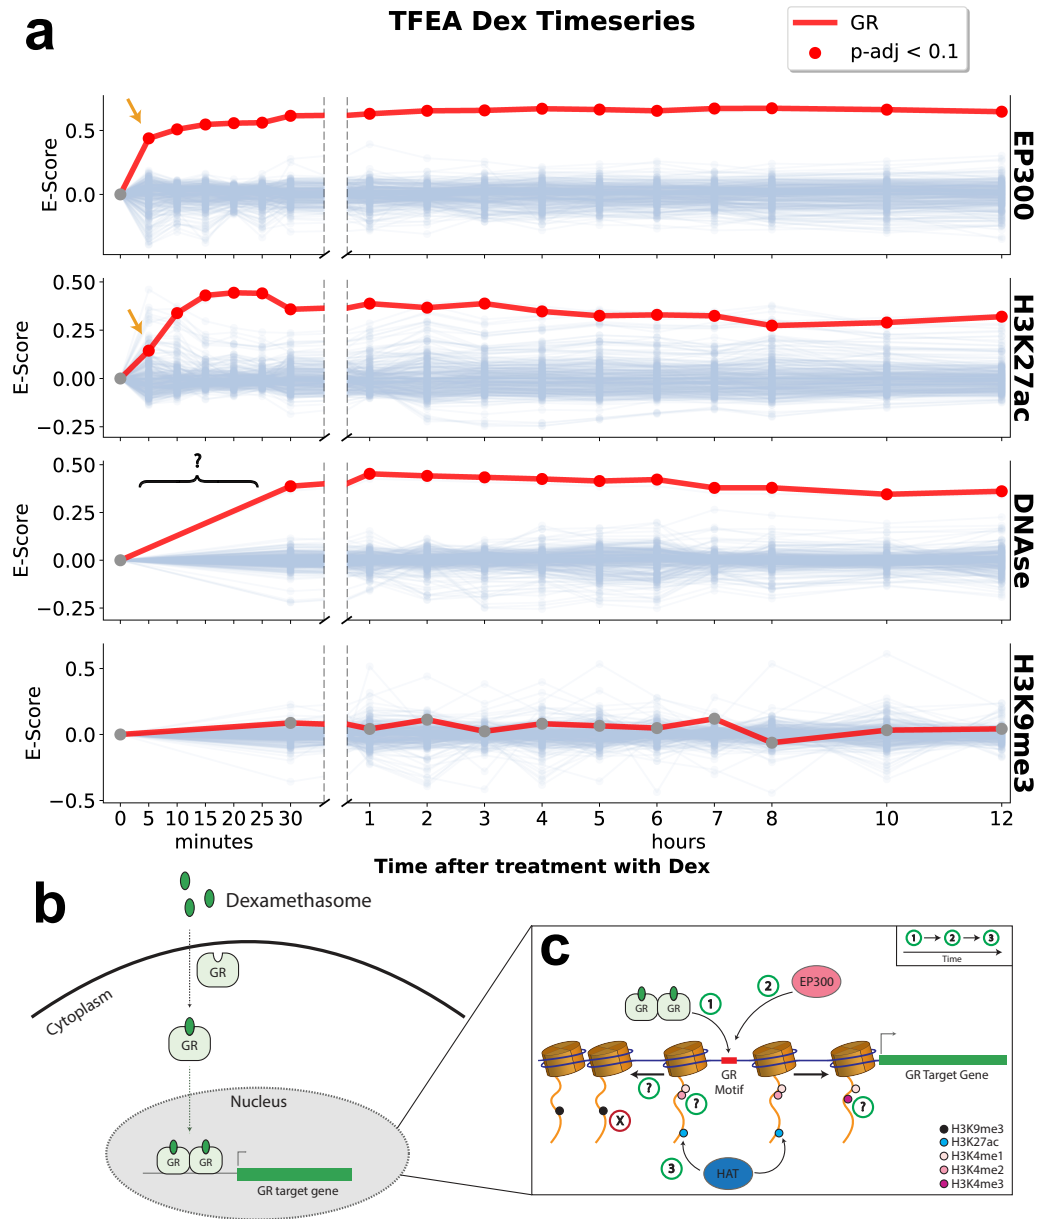 a
TFEA Dex Timeseries
GR
p-adj < 0.1
E-Score
0.5
0.0
EP300
E-Score
0.50
0.25
0.00
−0.25
H3K27ac
?
E-Score
0.50
0.25
0.00
−0.25
DNAse
E-Score
0.5
0.0
−0.5
H3K9me3
0 5 10 15 20 25 30 1 2 3 4 5 6 7 8 10 12
minutes hours
Time after treatment with Dex
b
Dexamethasome
GR
Cytoplasm
GR
Nucleus
GR GR
GR target gene
c
1 2 3
Time
2 EP300
GR GR 1
GR
Motif
GR Target Gene
? ? ?
X
3 HAT
H3K9me3
H3K27ac
H3K4me1
H3K4me2
H3K4me3